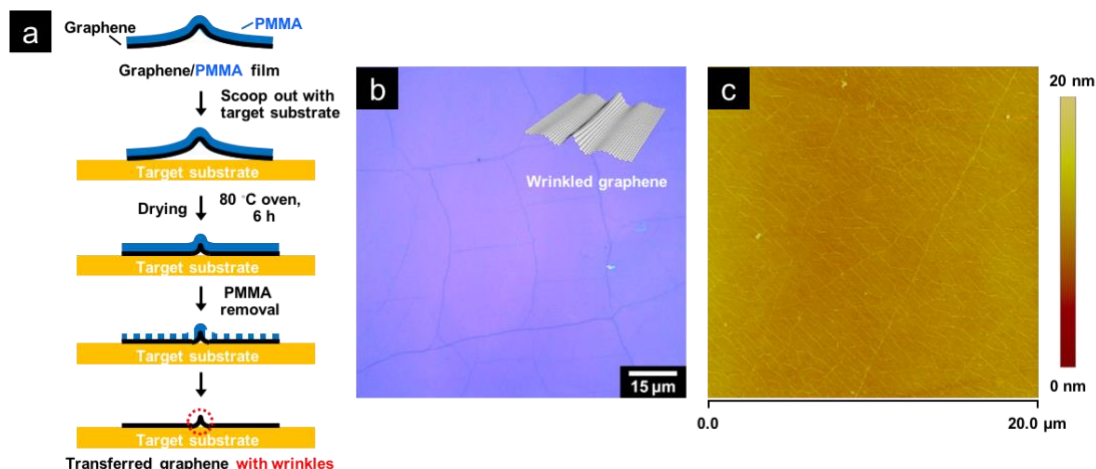 a
Graphene
PMMA
Graphene/PMMA film
Scoop out with
target substrate
Target substrate
Drying
80 °C oven,
6 h
Target substrate
PMMA
removal
Target substrate
Target substrate
Transferred graphene with wrinkles
b
Wrinkled graphene
15 μm
c
20 nm
0 nm
0.0
20.0 μm